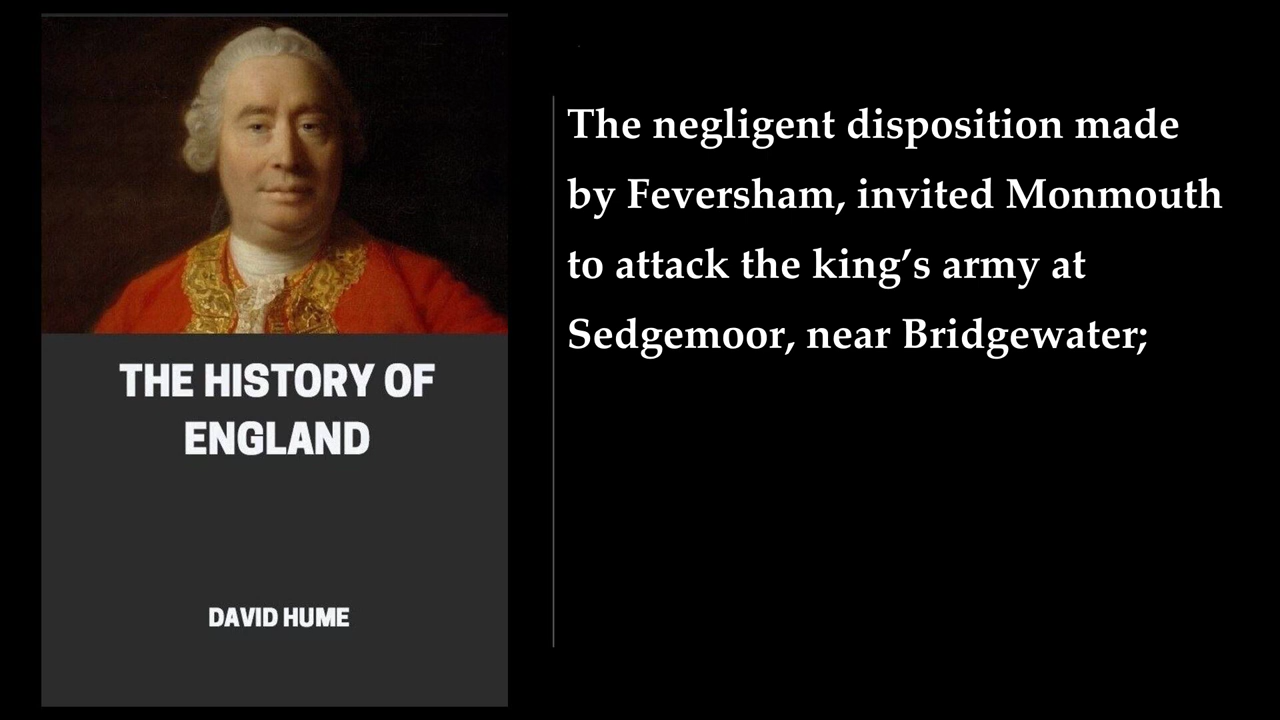 THE HISTORY OF
ENGLAND
DAVID HUME
The negligent disposition made
by Feversham, invited Monmouth
to attack the king’s army at
Sedgemoor, near Bridgewater;